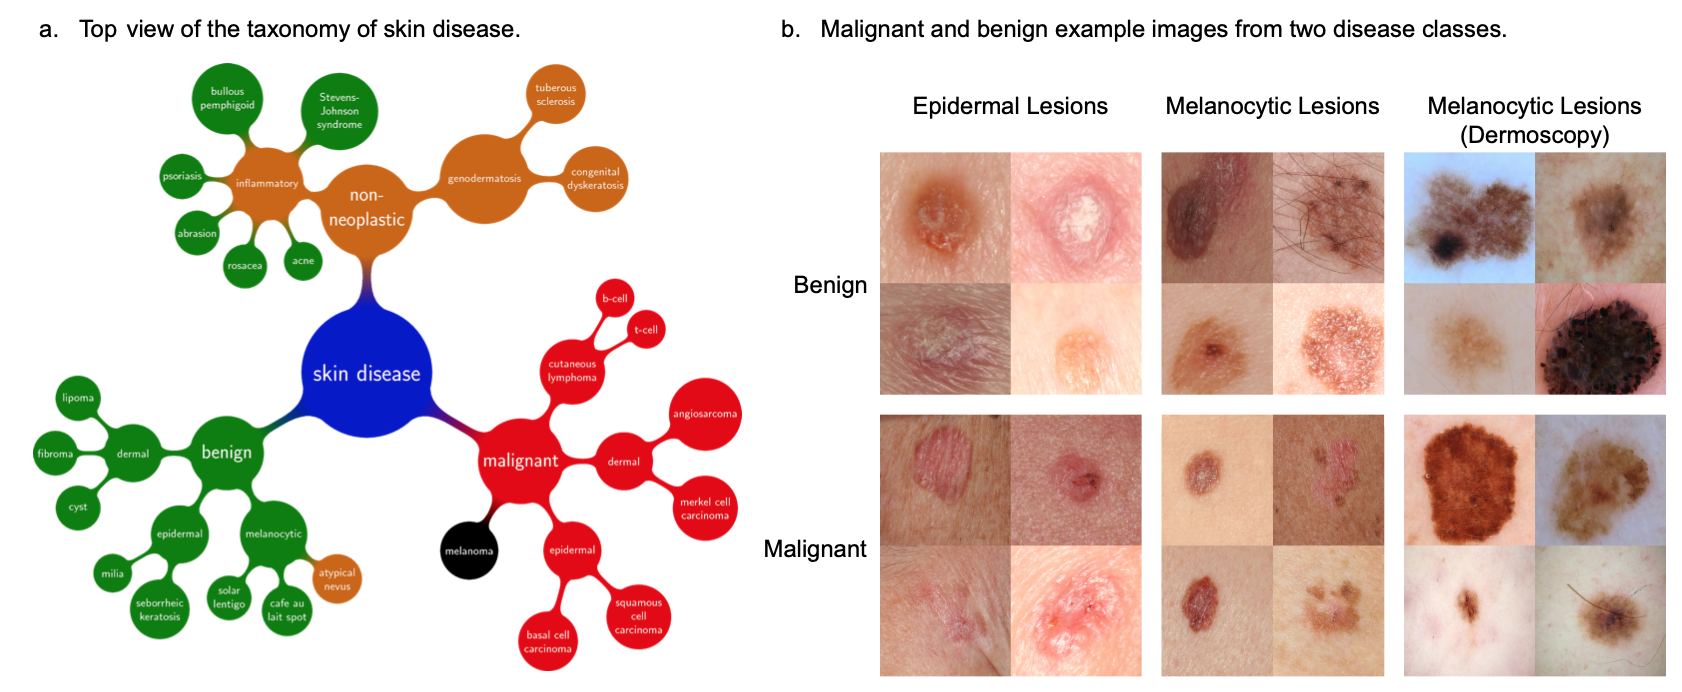 a. Top view of the taxonomy of skin disease.
bullous
pemphigoid
Stevens-
Johnson
syndrome
tuberous
sclerosis
psoriasis
inflammatory
non-
neoplastic
genodermatosis
congenital
dyskeratosis
abrasion
rosacea
acne
skin disease
b-cell
t-cell
cutaneous
lymphoma
angiosarcoma
malignant
dermal
merkel cell
carcinoma
melanoma
epidermal
basal cell
carcinoma
squamous
cell
carcinoma
lipoma
fibroma
dermal
benign
cyst
epidermal
melanocytic
milia
seborrheic
keratosis
solar
lentigo
cafe au
lait spot
atypical
nevus
b. Malignant and benign example images from two disease classes.
Epidermal Lesions
Melanocytic Lesions
Melanocytic Lesions
(Dermoscopy)
Benign
Malignant